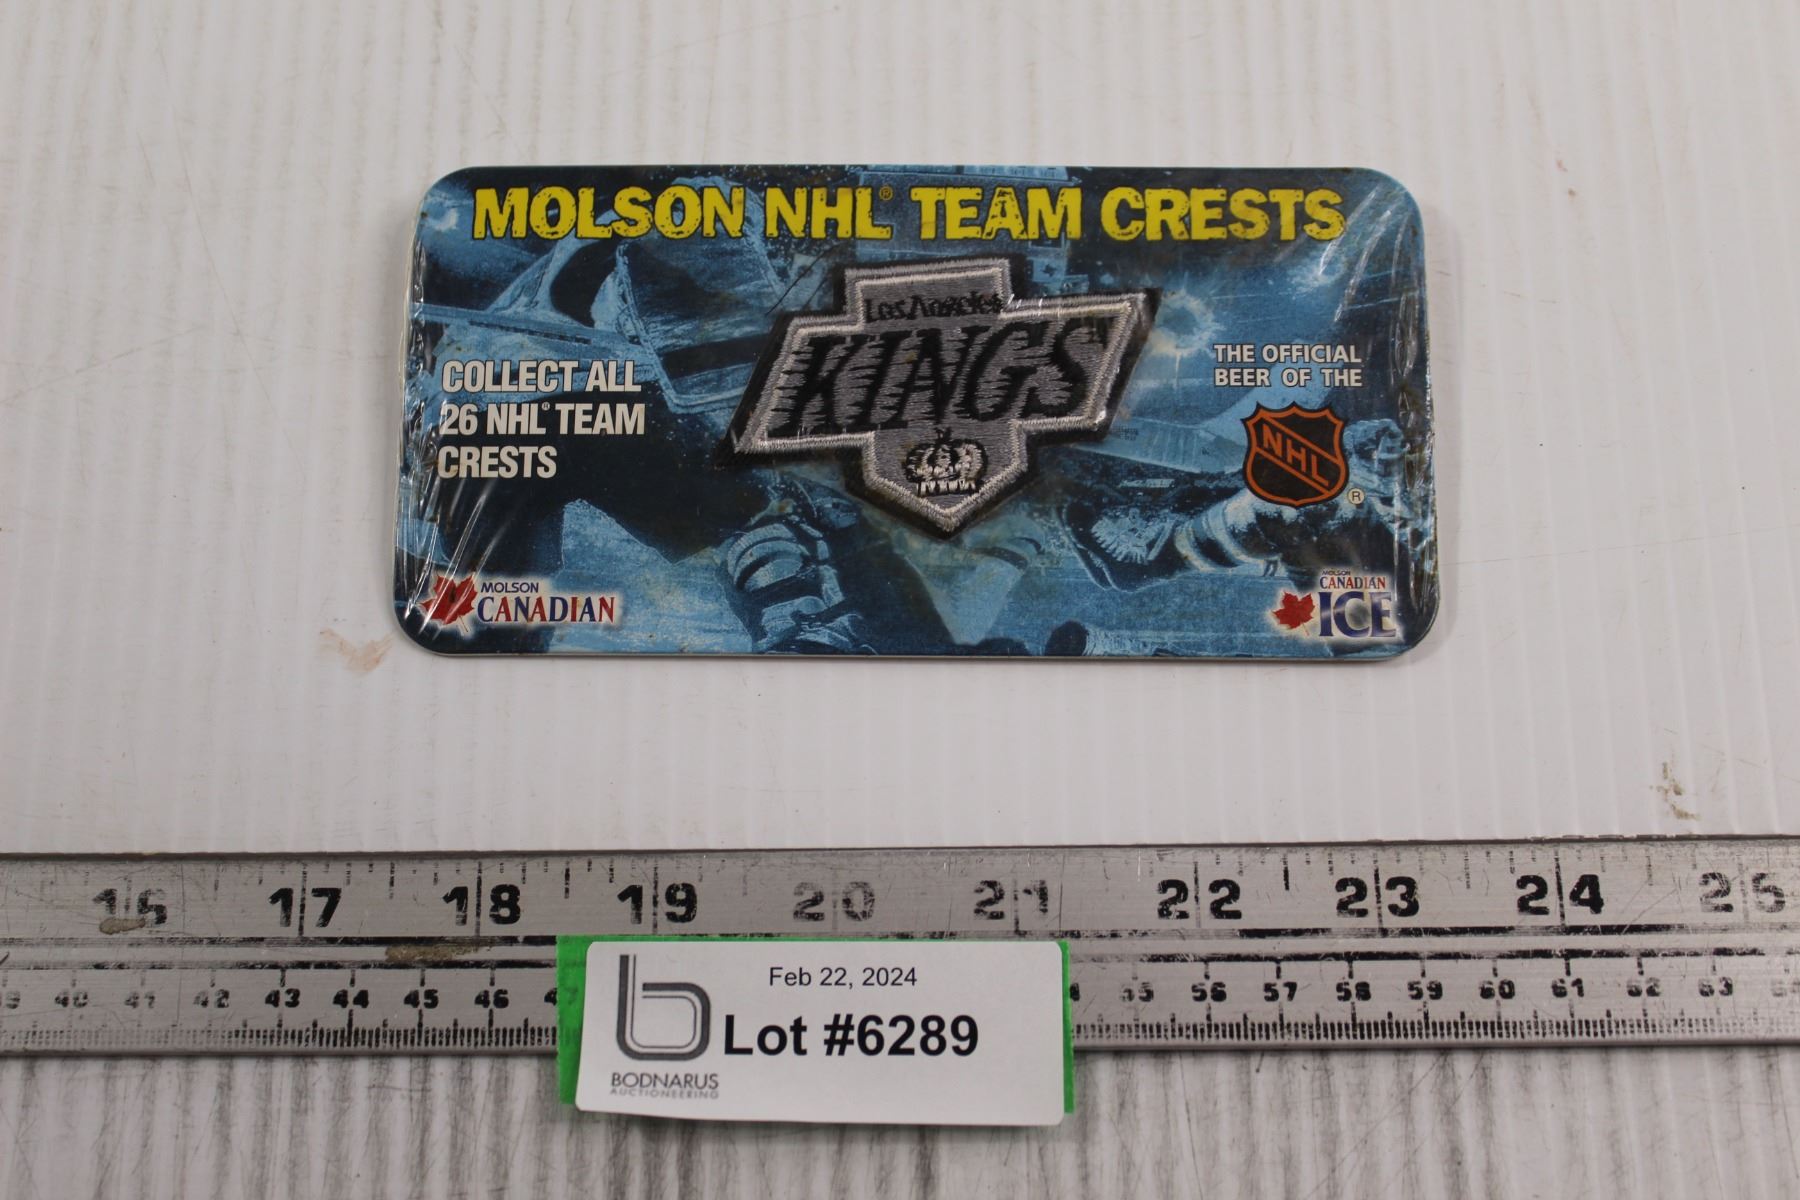 MOLSON NHL® TEAM CRESTS
Los Angeles
KINGS
COLLECT ALL
26 NHL® TEAM
CRESTS
THE OFFICIAL
BEER OF THE
NHL
®
MOLSON
CANADIAN
MOLSON
CANADIAN
ICE
16 17 18 19 20 21 22 23 24 25
40 41 42 43 44 45 46 55 56 57 58 59 60 61 62 63
Feb 22, 2024
Lot #6289
BODNARUS
AUCTIONEERING